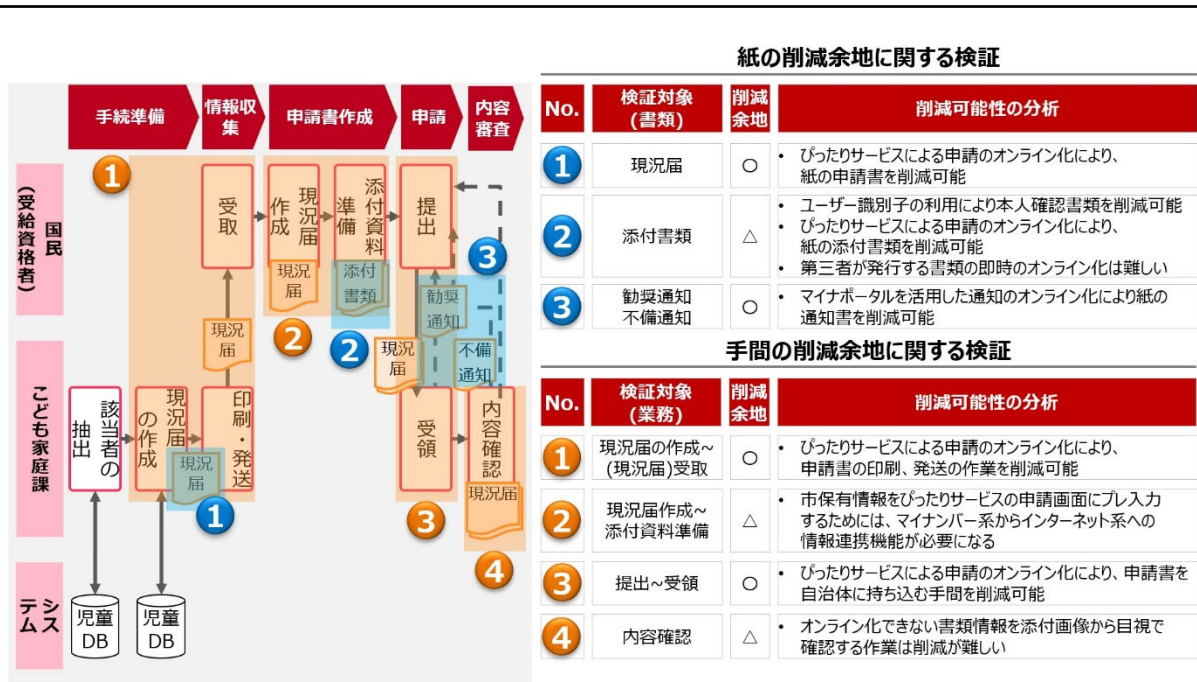 手続準備
情報収
集
申請書作成
申請
内容
審査
国民
(受給資格者)
こども家庭課
システム
1
受取
現況届
作成
添付資料
準備
提出
現況
届
添付
書類
勧奨
通知
3
2
2
現況
届
現況
届
不備
通知
該当者の
抽出
現況届
の作成
印刷・発送
受領
内容確認
現況
届
1
現況届
3
4
児童
DB
児童
DB
紙の削減余地に関する検証
No.
検証対象
(書類)
削減
余地
削減可能性の分析
1
現況届
○
• ぴったりサービスによる申請のオンライン化により、
紙の申請書を削減可能
2
添付書類
△
• ユーザー識別子の利用により本人確認書類を削減可能
• ぴったりサービスによる申請のオンライン化により、
紙の添付書類を削減可能
• 第三者が発行する書類の即時のオンライン化は難しい
3
勧奨通知
不備通知
○
• マイナポータルを活用した通知のオンライン化により紙の
通知書を削減可能
手間の削減余地に関する検証
No.
検証対象
(業務)
削減
余地
削減可能性の分析
1
現況届の作成~
(現況届)受取
○
• ぴったりサービスによる申請のオンライン化により、
申請書の印刷、発送の作業を削減可能
2
現況届作成~
添付資料準備
△
• 市保有情報をぴったりサービスの申請画面にプレ入力
するためには、マイナンバー系からインターネット系への
情報連携機能が必要になる
3
提出~受領
○
• ぴったりサービスによる申請のオンライン化により、申請書を
自治体に持ち込む手間を削減可能
4
内容確認
△
• オンライン化できない書類情報を添付画像から目視で
確認する作業は削減が難しい